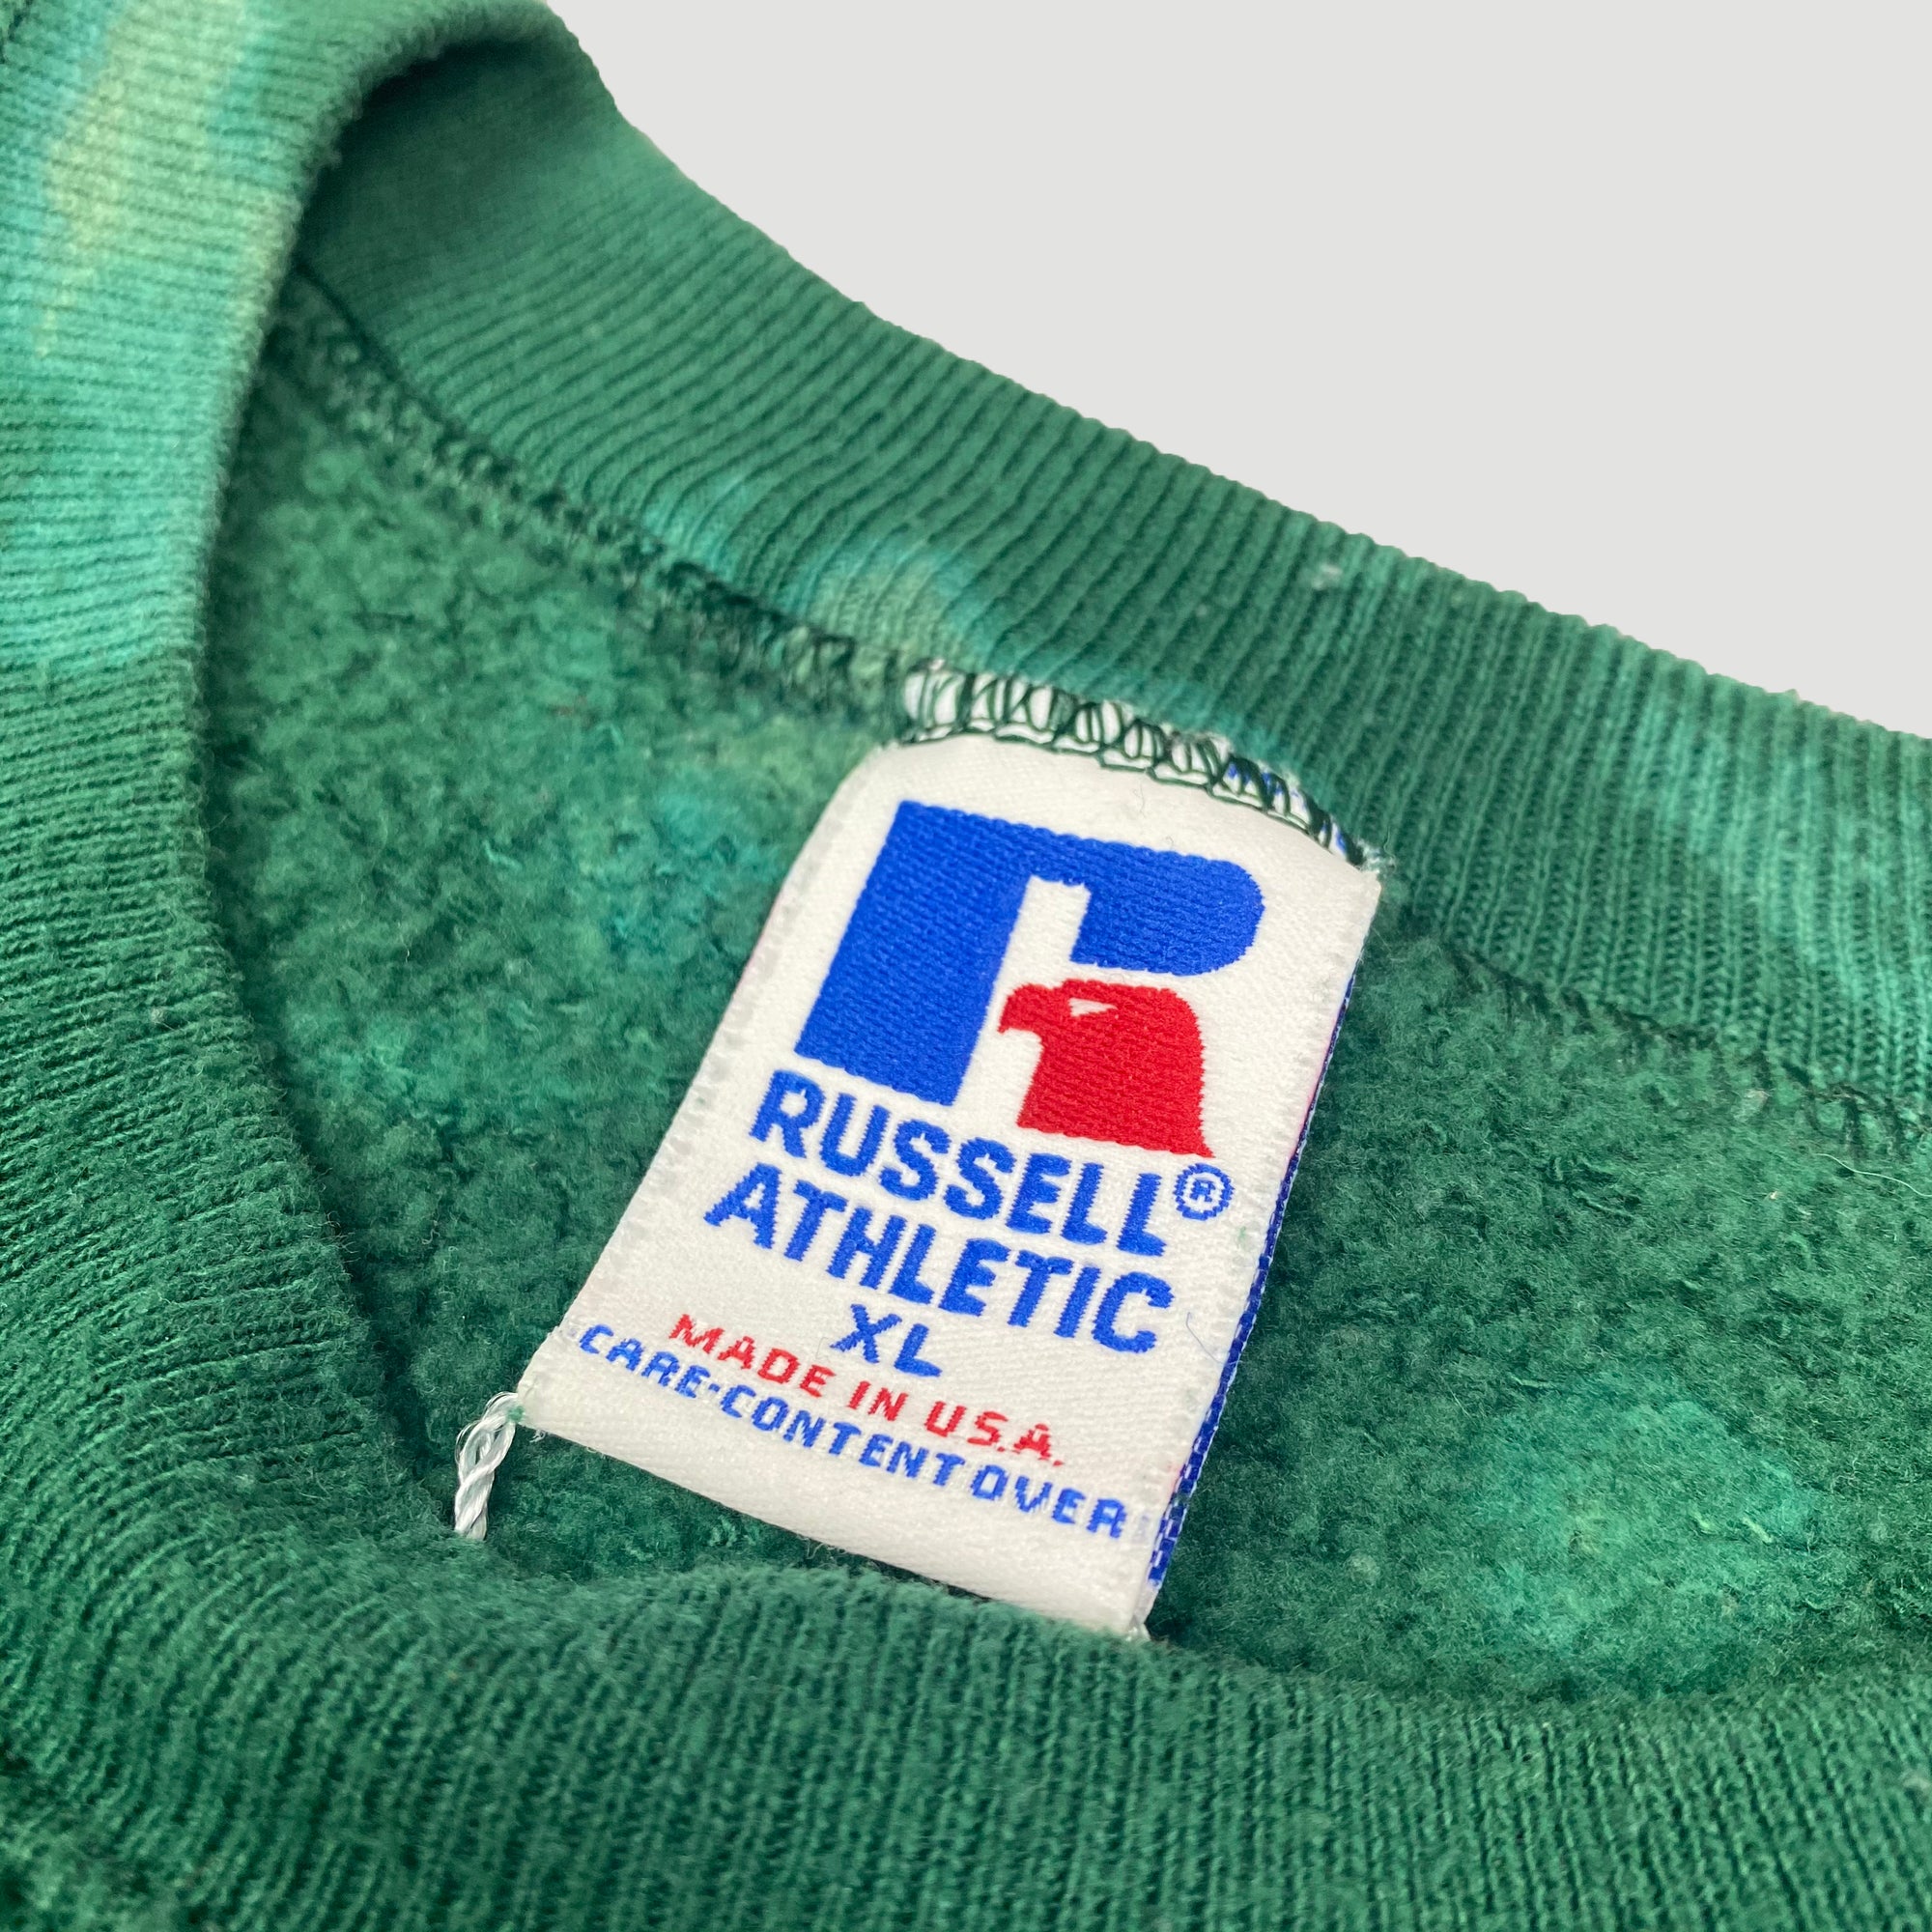 RUSSELL®
ATHLETIC
XL
MADE IN U.S.A.
CARE·CONTENT OVER